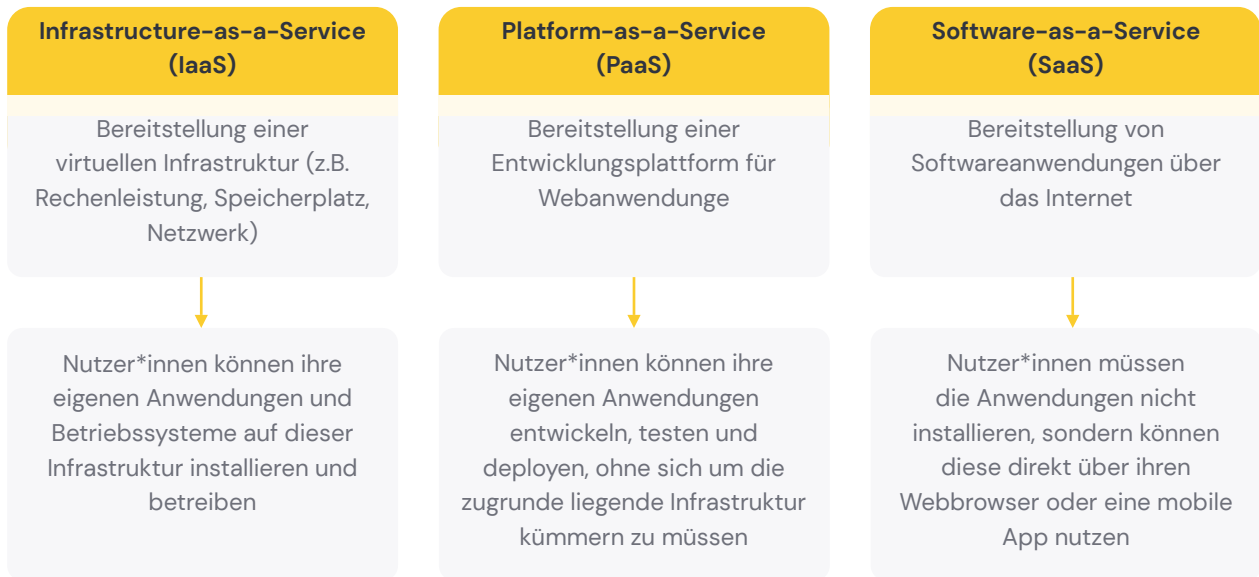 Infrastructure-as-a-Service
(IaaS)
Bereitstellung einer
virtuellen Infrastruktur (z.B.
Rechenleistung, Speicherplatz,
Netzwerk)
Nutzer*innen können ihre
eigenen Anwendungen und
Betriebssysteme auf dieser
Infrastruktur installieren und
betreiben
Platform-as-a-Service
(PaaS)
Bereitstellung einer
Entwicklungsplattform für
Webanwendunge
Nutzer*innen können ihre
eigenen Anwendungen
entwickeln, testen und
deployen, ohne sich um die
zugrunde liegende Infrastruktur
kümmern zu müssen
Software-as-a-Service
(SaaS)
Bereitstellung von
Softwareanwendungen über
das Internet
Nutzer*innen müssen
die Anwendungen nicht
installieren, sondern können
diese direkt über ihren
Webbrowser oder eine mobile
App nutzen